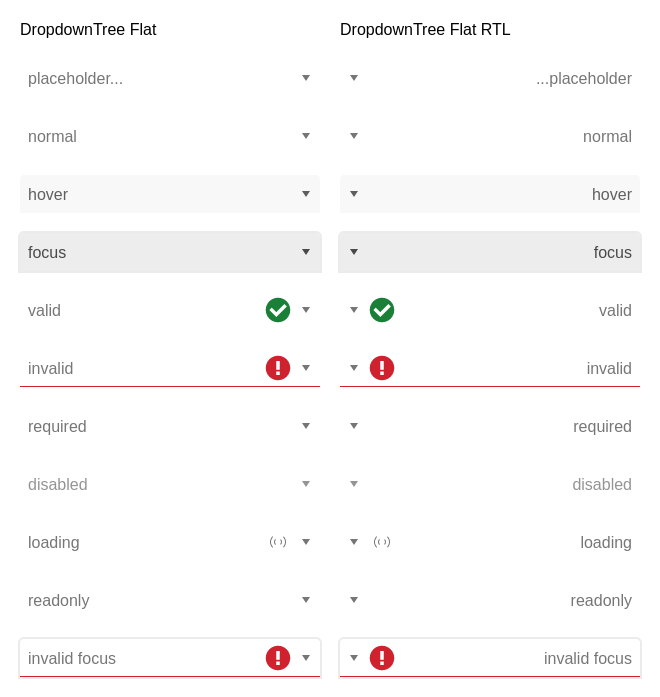 DropdownTree Flat
placeholder...
normal
hover
focus
valid
invalid
required
disabled
loading
readonly
invalid focus
DropdownTree Flat RTL
...placeholder
normal
hover
focus
valid
invalid
required
disabled
loading
readonly
invalid focus